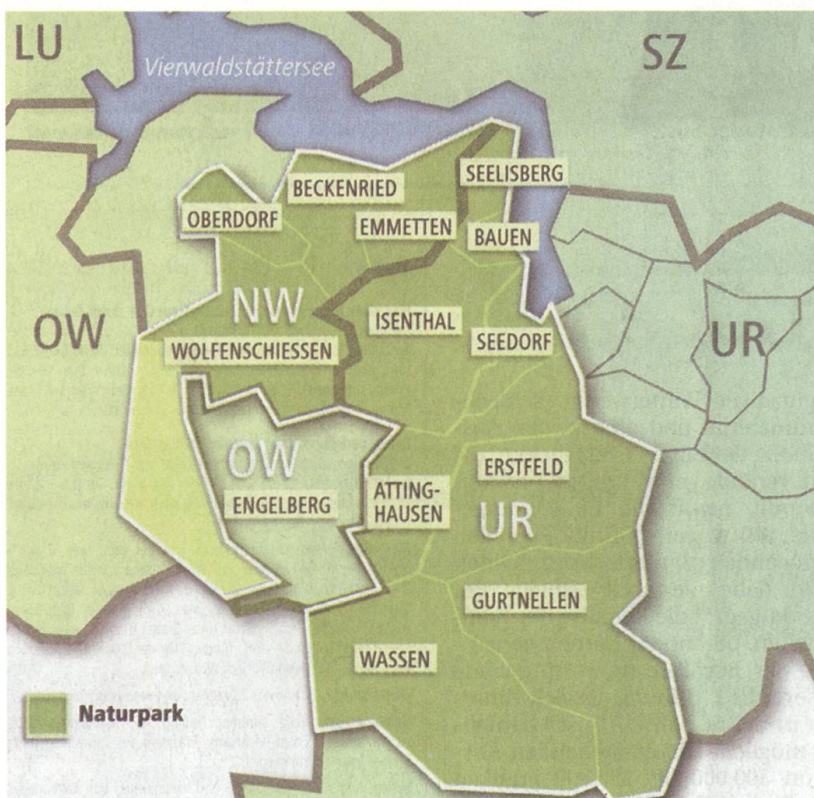 LU
Vierwaldstättersee
SZ
SEELISBERG
BECKENRIED
OBERDORF
EMMETTEN
BAUEN
NW
ISENTHAL
OW
UR
SEEDORF
WOLFENSCHIESSEN
OW
ERSTFELD
ENGELBERG
ATTING-
HAUSEN
UR
GURTNELLEN
WASSEN
Naturpark